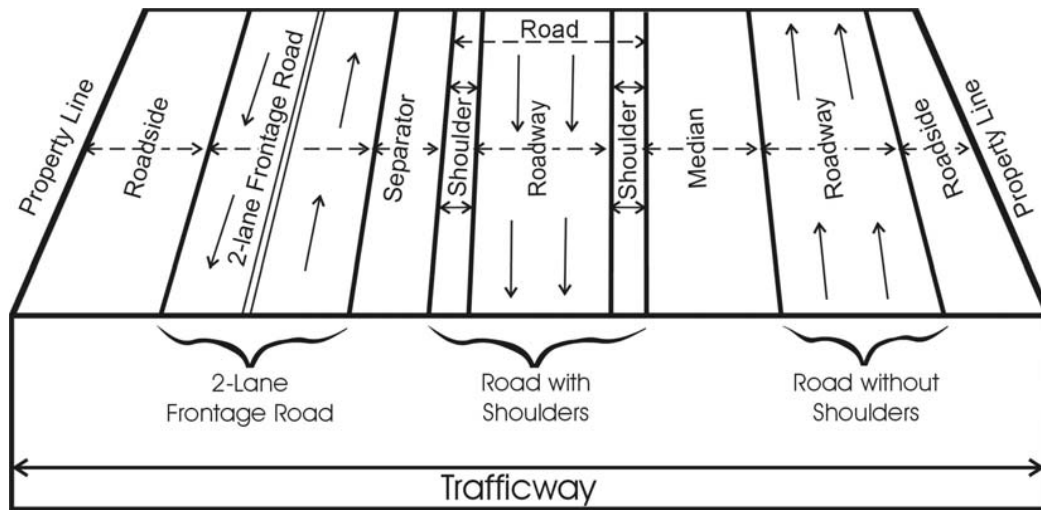 Road
Property Line
Roadside
2-lane Frontage Road
Separator
Shoulder
Roadway
Shoulder
Median
Roadway
Roadside
Property Line
2-Lane
Frontage Road
Road with
Shoulders
Road without
Shoulders
Trafficway